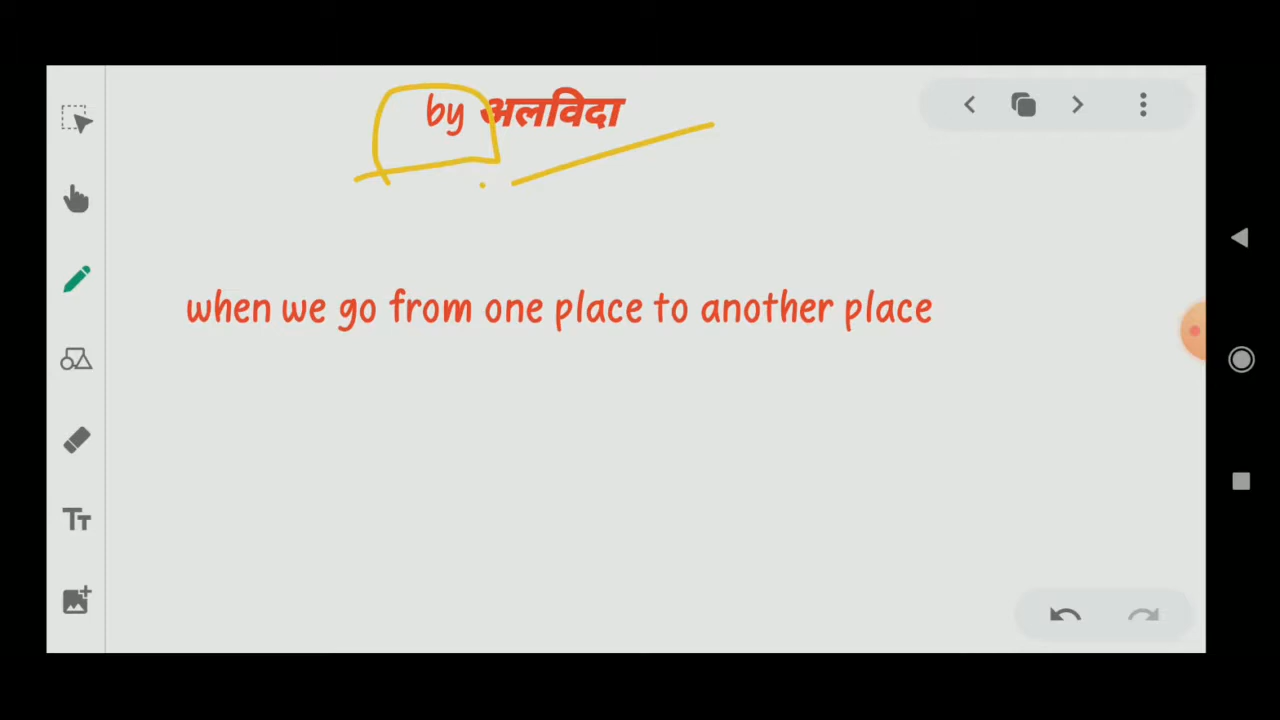 by अलविदा
when we go from one place to another place